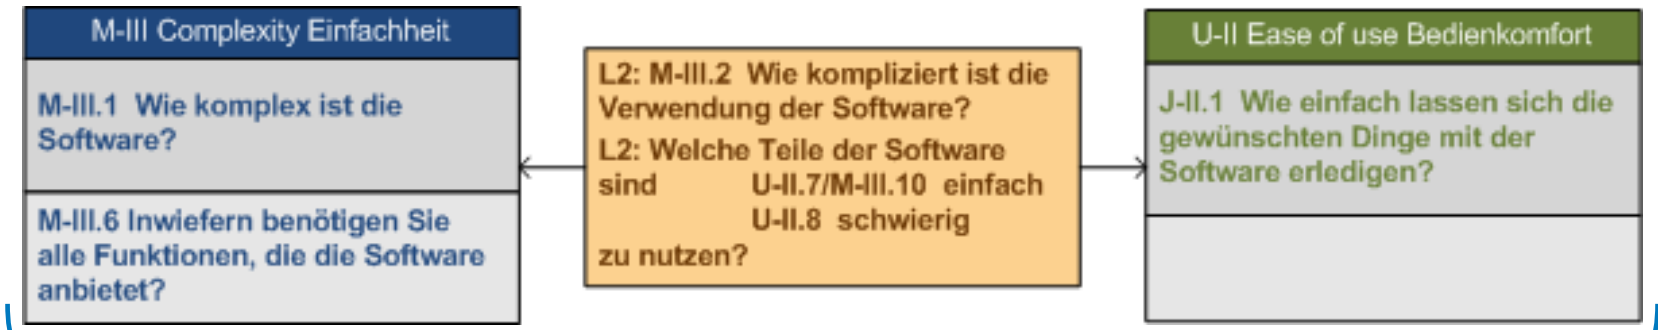 M-III Complexity Einfachheit
M-III.1 Wie komplex ist die
Software?
M-III.6 Inwiefern benötigen Sie
alle Funktionen, die die Software
anbietet?
L2: M-III.2 Wie kompliziert ist die
Verwendung der Software?
L2: Welche Teile der Software
sind U-II.7/M-III.10 einfach
U-II.8 schwierig
zu nutzen?
U-II Ease of use Bedienkomfort
J-II.1 Wie einfach lassen sich die
gewünschten Dinge mit der
Software erledigen?